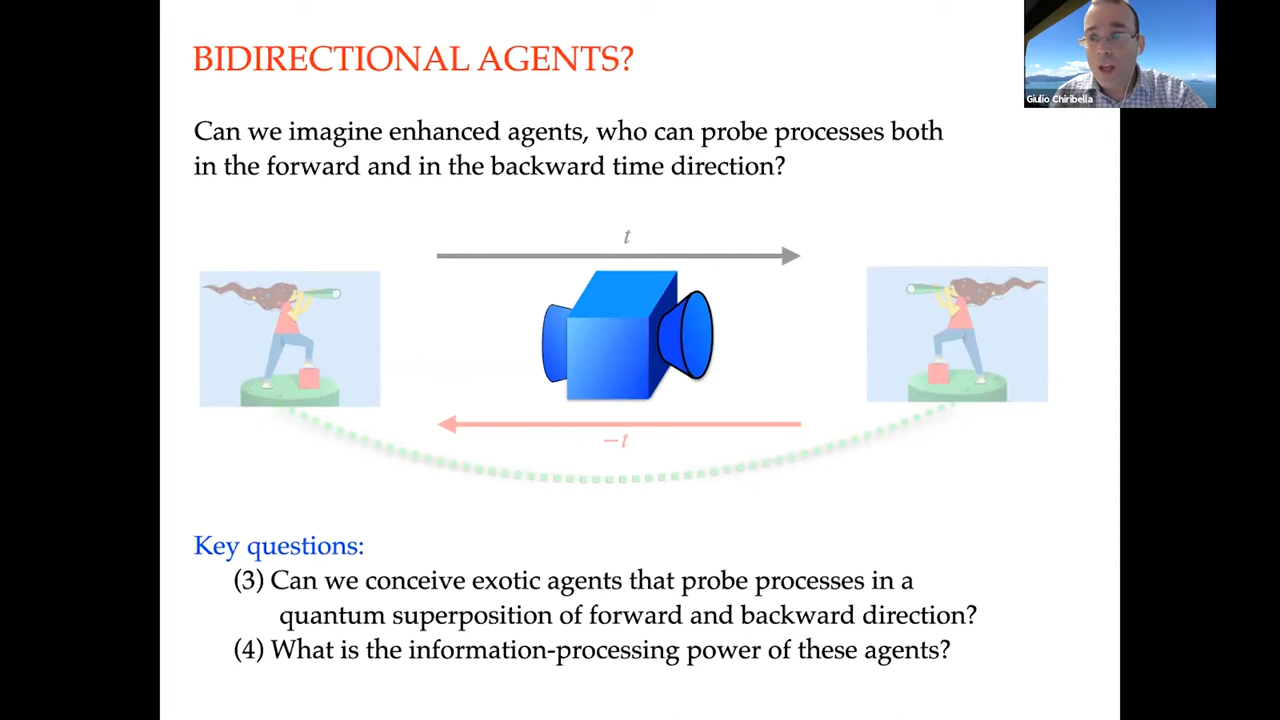 BIDIRECTIONAL AGENTS?
Giulio Chiribella
Can we imagine enhanced agents, who can probe processes both
in the forward and in the backward time direction?
t
−t
Key questions:
(3) Can we conceive exotic agents that probe processes in a
quantum superposition of forward and backward direction?
(4) What is the information-processing power of these agents?